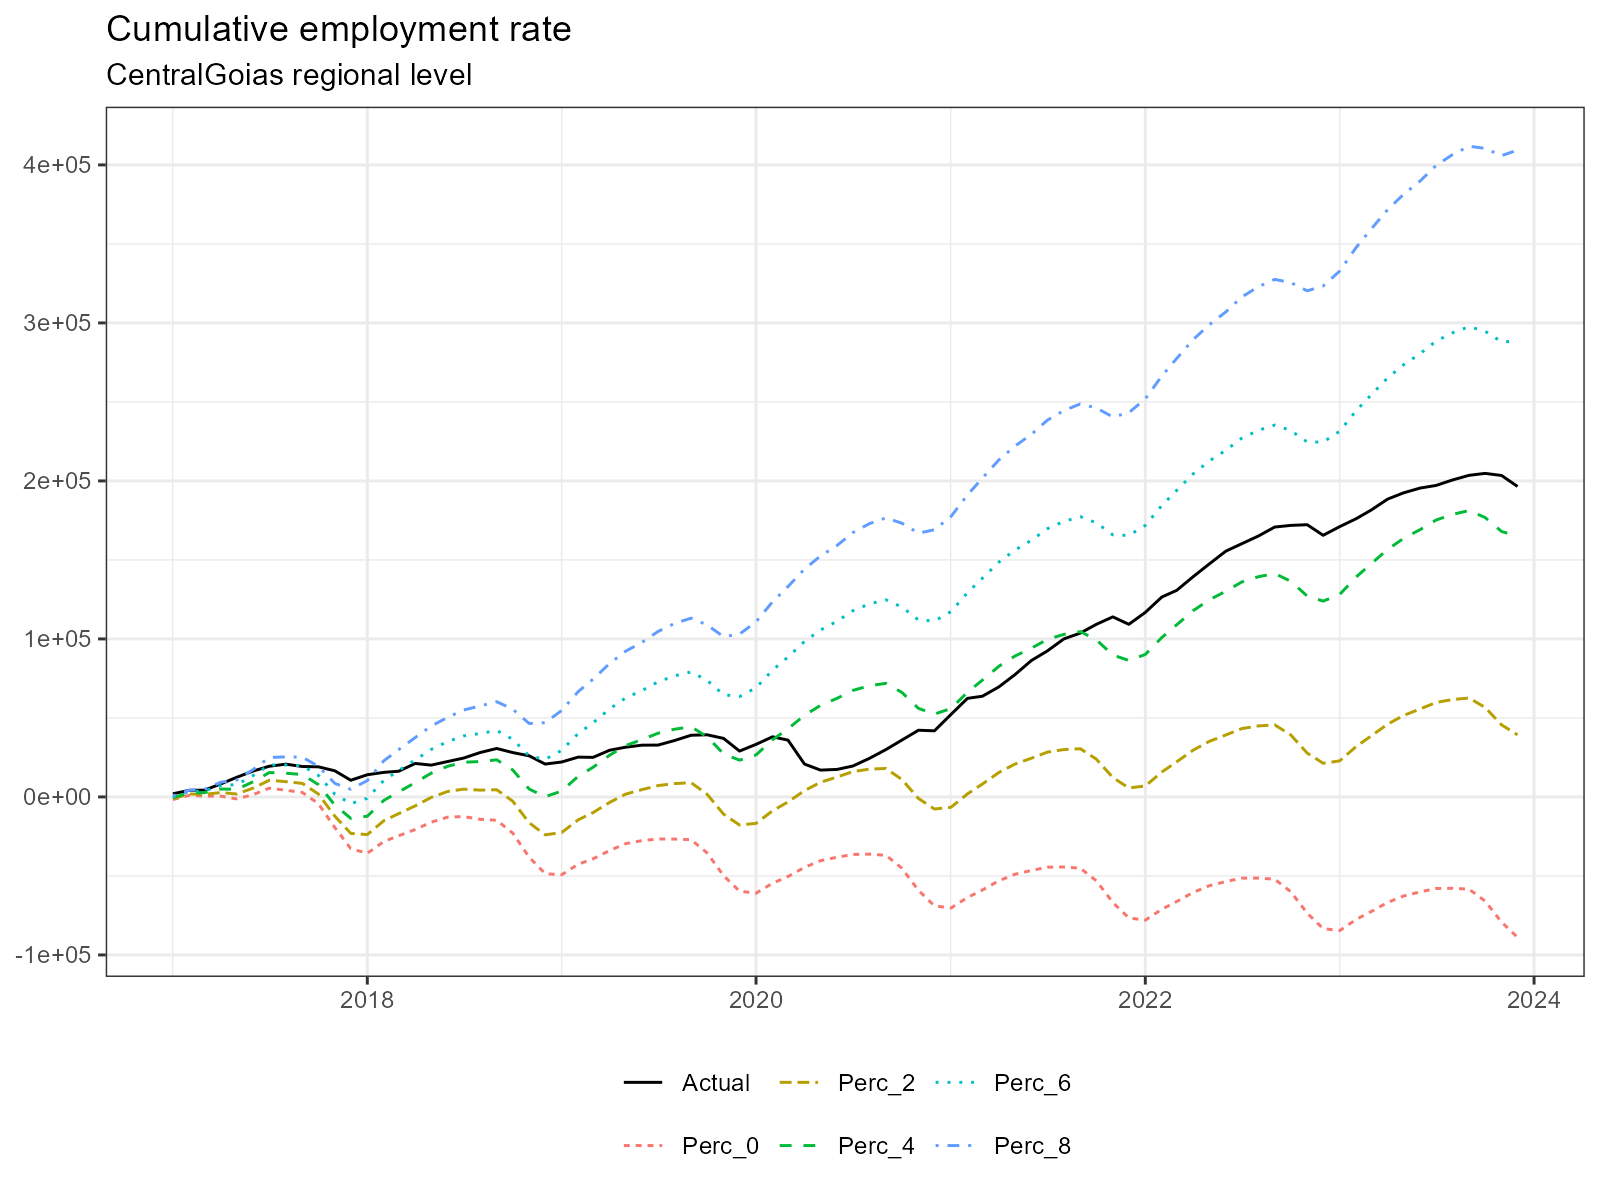 Cumulative employment rate
CentralGoias regional level
4e+05
3e+05
2e+05
1e+05
0e+00
-1e+05
2018 2020 2022 2024
Actual Perc_2 Perc_6
Perc_0 Perc_4 Perc_8